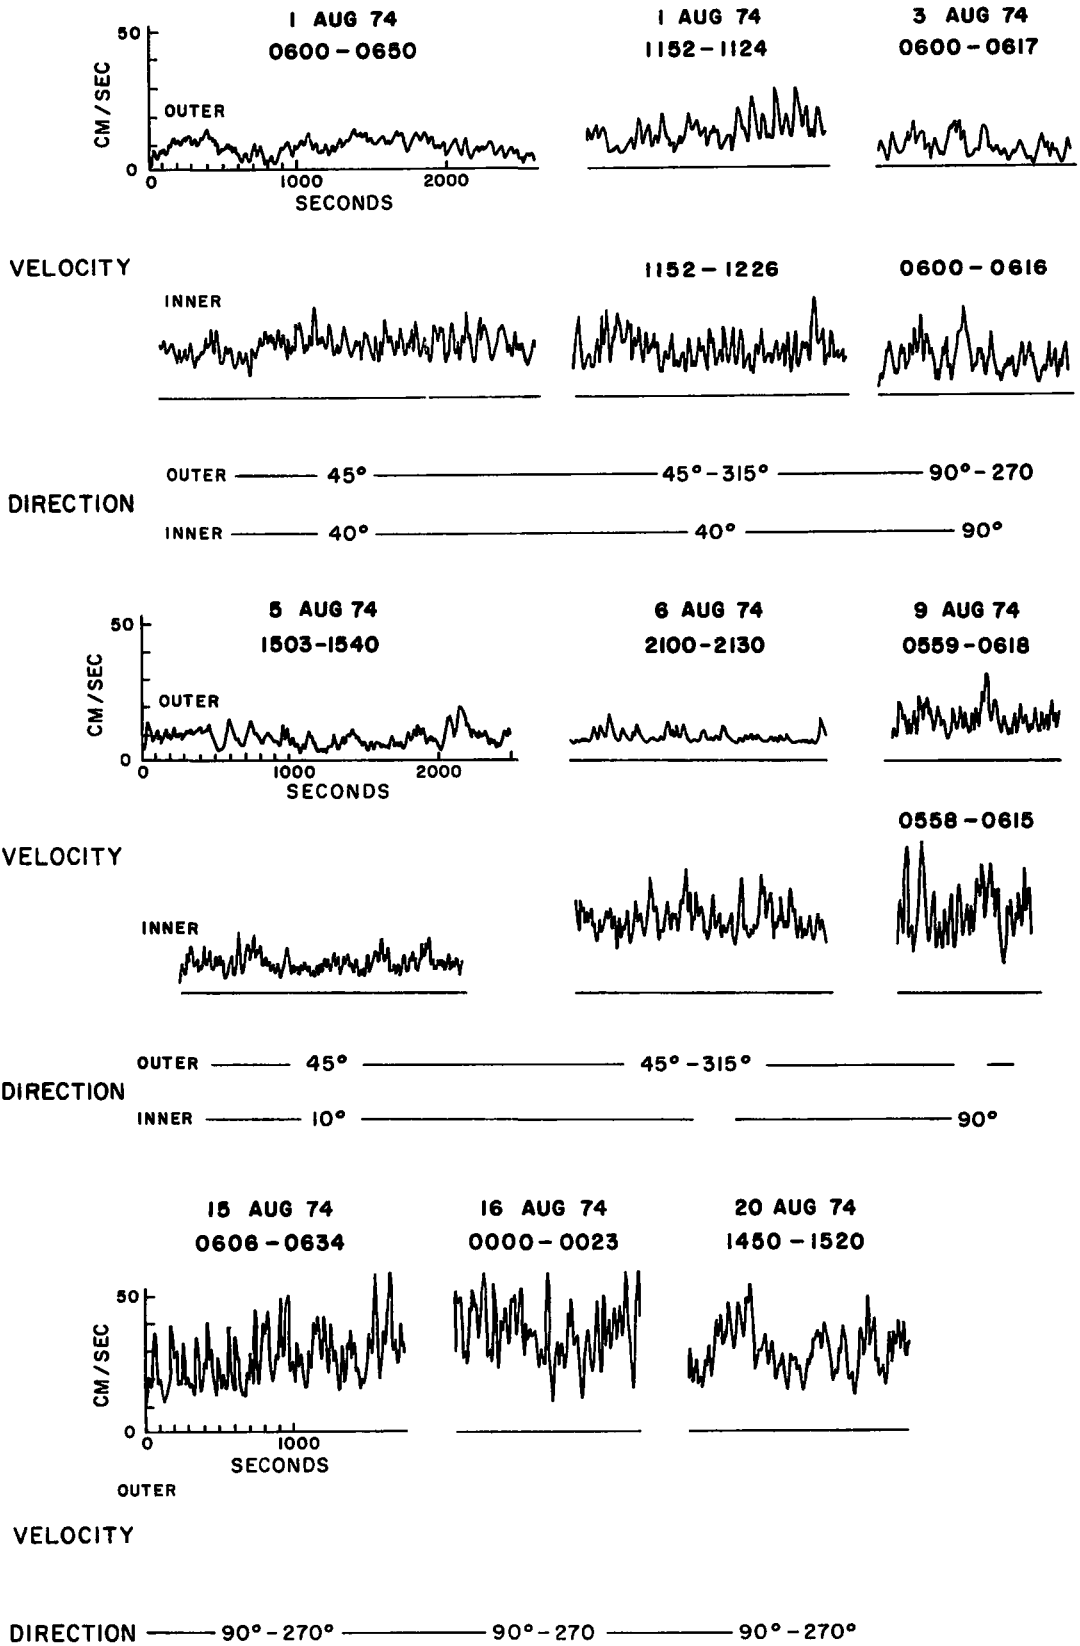 1 AUG 74
0600-0650
1 AUG 74
1152-1124
3 AUG 74
0600-0617
50
CM/SEC
OUTER
0
0
1000
2000
SECONDS
VELOCITY
1152-1226
0600-0616
INNER
OUTER 45° 45°-315° 90°-270
DIRECTION
INNER 40° 40° 90°
5 AUG 74
1503-1540
6 AUG 74
2100-2130
9 AUG 74
0559-0618
50
CM/SEC
OUTER
0
0
1000
2000
SECONDS
0558-0615
VELOCITY
INNER
OUTER 45° 45°-315°
DIRECTION
INNER 10° 90°
15 AUG 74
0606-0634
16 AUG 74
0000-0023
20 AUG 74
1450-1520
50
CM/SEC
0
0
1000
SECONDS
OUTER
VELOCITY
DIRECTION 90°-270° 90°-270 90°-270°